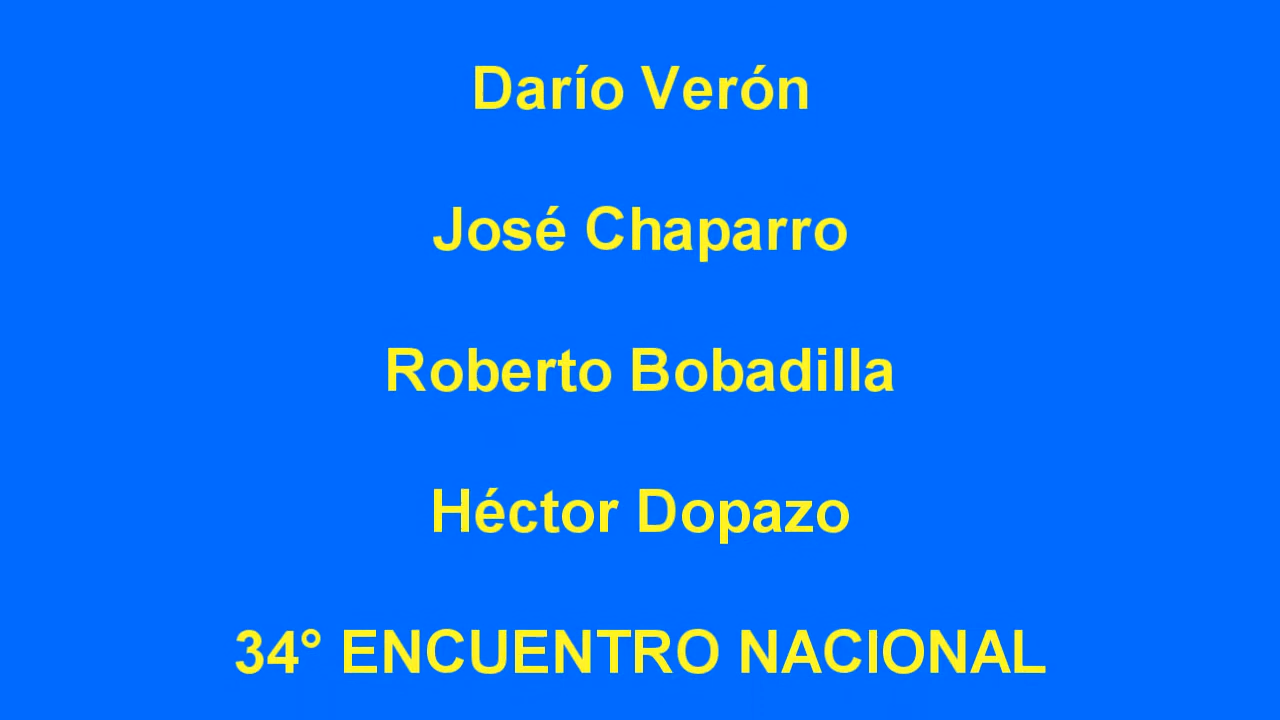 Darío Verón
José Chaparro
Roberto Bobadilla
Héctor Dopazo
34° ENCUENTRO NACIONAL